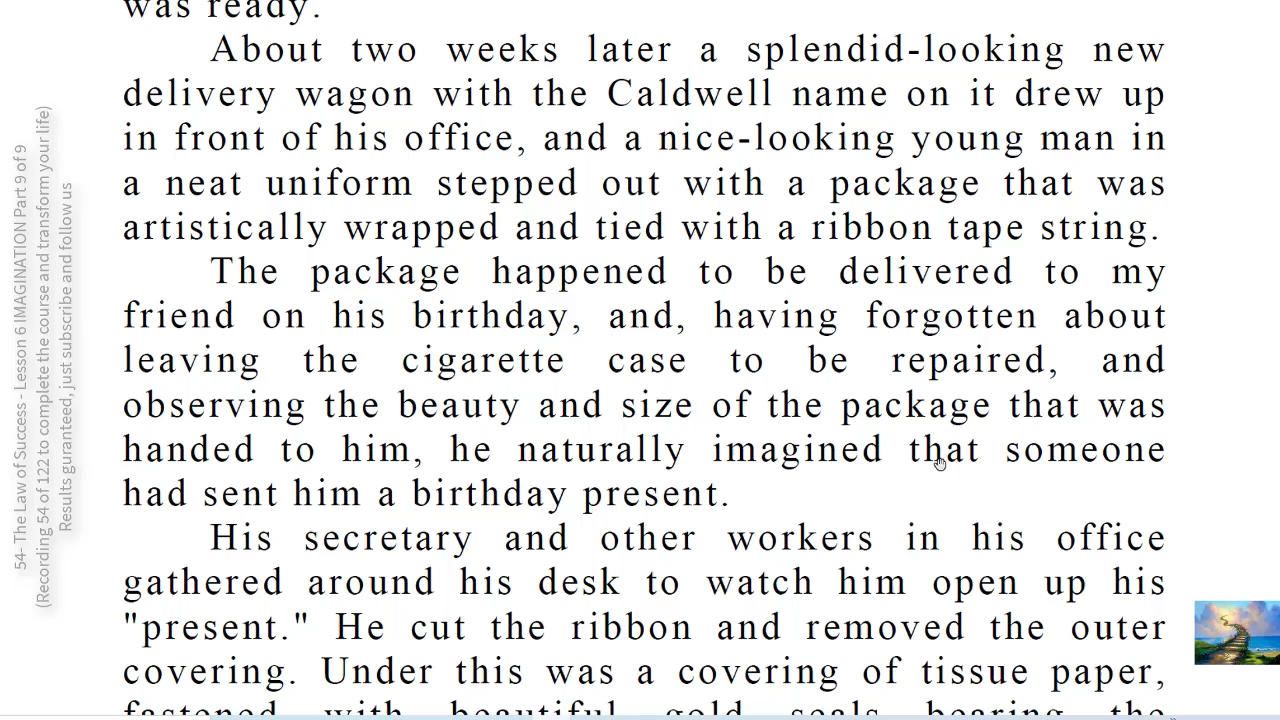 was ready.
About two weeks later a splendid-looking new
delivery wagon with the Caldwell name on it drew up
in front of his office, and a nice-looking young man in
a neat uniform stepped out with a package that was
artistically wrapped and tied with a ribbon tape string.
The package happened to be delivered to my
friend on his birthday, and, having forgotten about
leaving the cigarette case to be repaired, and
observing the beauty and size of the package that was
handed to him, he naturally imagined that someone
had sent him a birthday present.
His secretary and other workers in his office
gathered around his desk to watch him open up his
"present." He cut the ribbon and removed the outer
covering. Under this was a covering of tissue paper,
fastened with beautiful gold seals bearing the
54- The Law of Success - Lesson 6 IMAGINATION Part 9 of 9
(Recording 54 of 122 to complete the course and transform your life)
Results guranteed, just subscribe and follow us